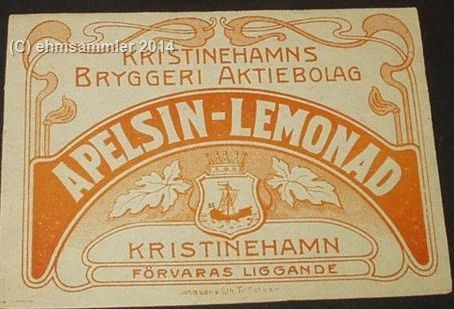 (C) ehmsammler 2014
KRISTINEHAMNS
BRYGGERI AKTIEBOLAG
APELSIN-LEMONAD
KRISTINEHAMN
FÖRVARAS LIGGANDE